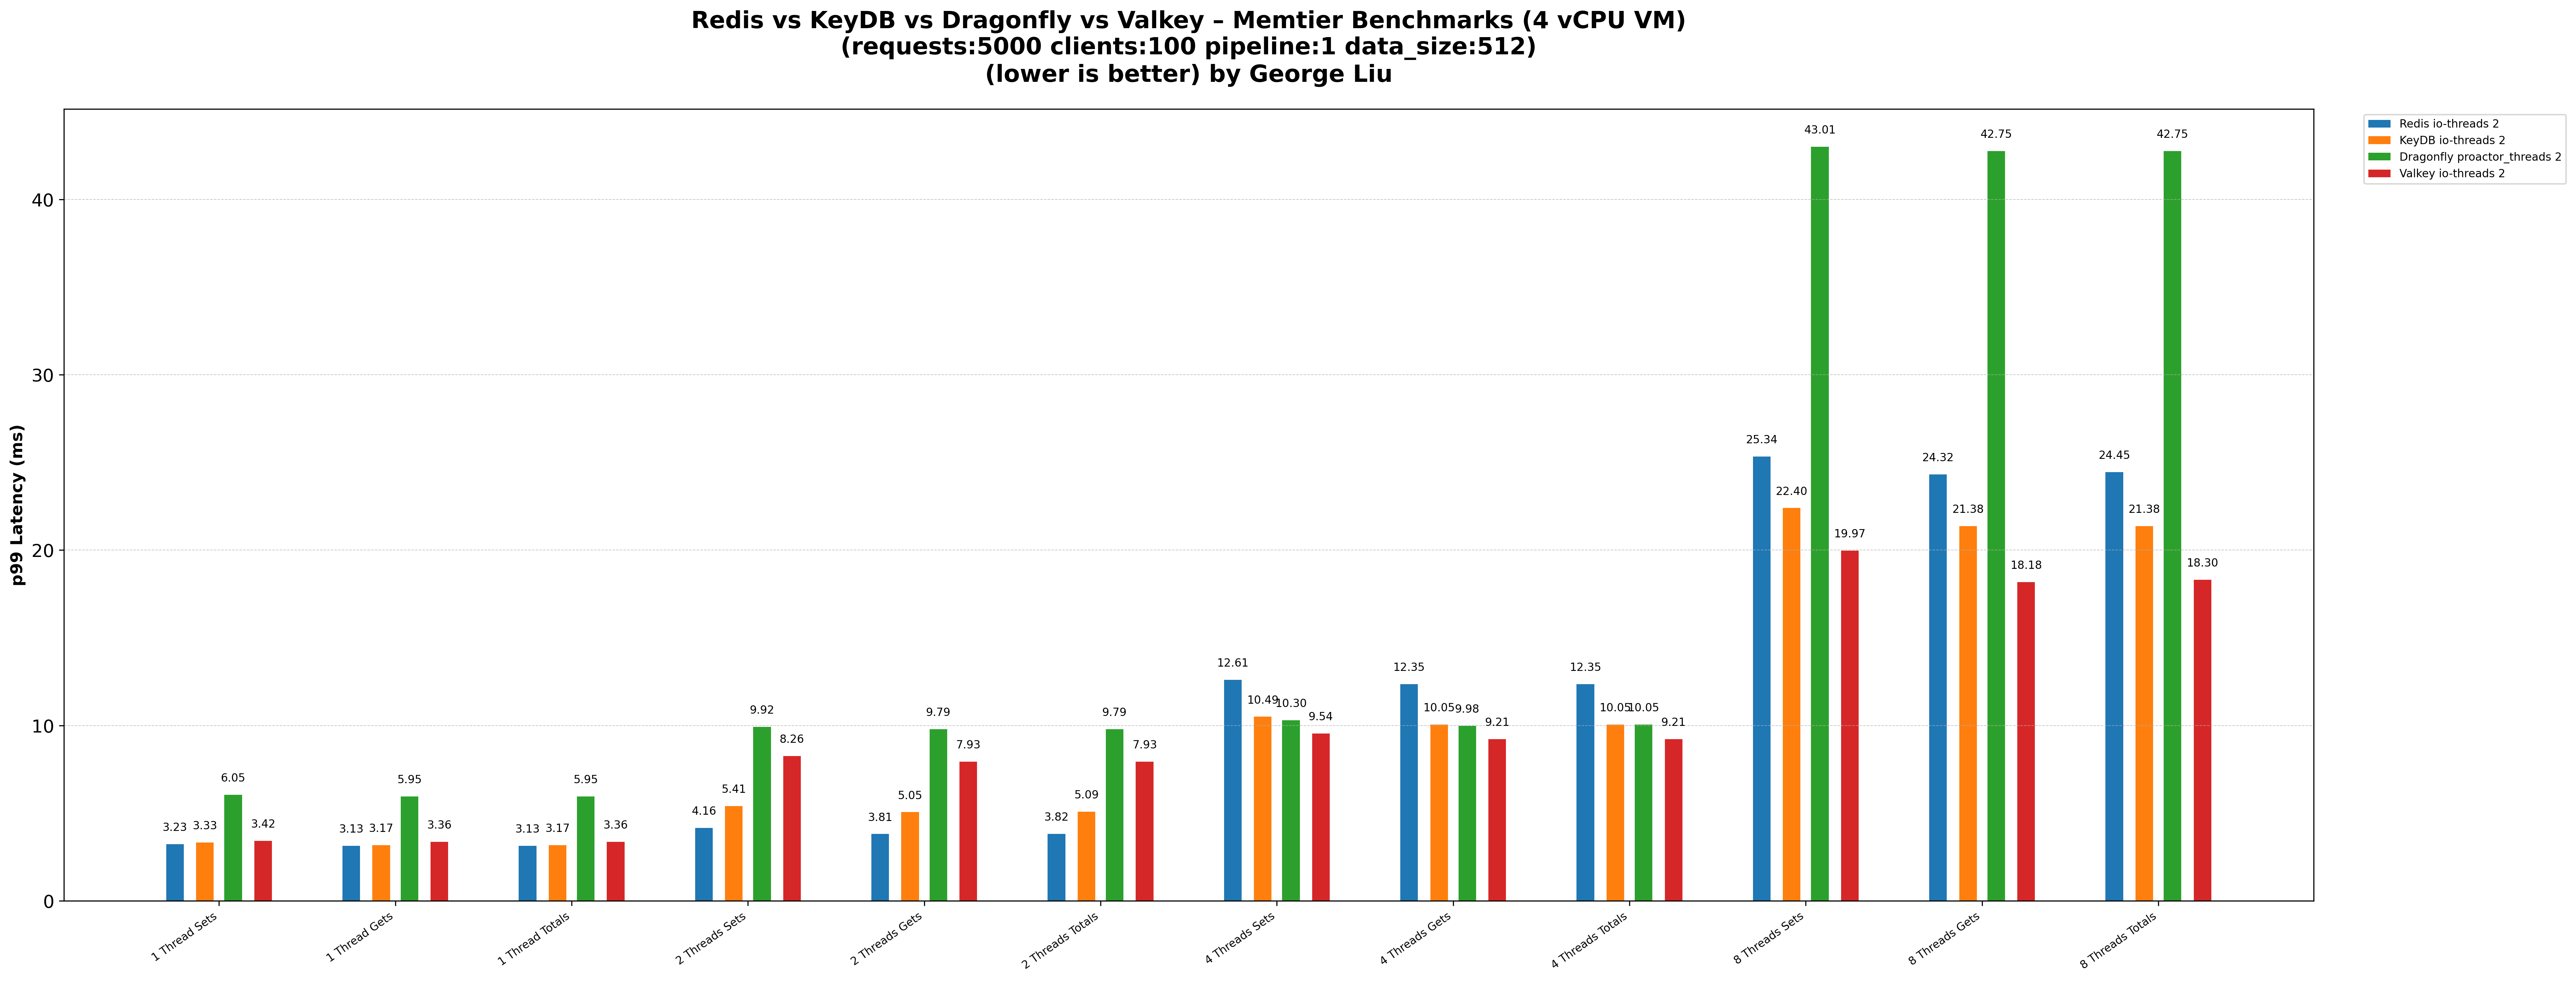 Redis vs KeyDB vs Dragonfly vs Valkey – Memtier Benchmarks (4 vCPU VM)
(requests:5000 clients:100 pipeline:1 data_size:512)
(lower is better) by George Liu
Redis io-threads 2
KeyDB io-threads 2
Dragonfly proactor_threads 2
Valkey io-threads 2
p99 Latency (ms)
40
30
20
10
0
3.23 3.33 6.05 3.42
3.13 3.17 5.95 3.36
3.13 3.17 5.95 3.36
4.16 5.41 9.92 8.26
3.81 5.05 9.79 7.93
3.82 5.09 9.79 7.93
12.61 10.49 10.30 9.54
12.35 10.05 9.98 9.21
12.35 10.05 10.05 9.21
25.34 22.40 43.01 19.97
24.32 21.38 42.75 18.18
24.45 21.38 42.75 18.30
1 Thread Sets
1 Thread Gets
1 Thread Totals
2 Threads Sets
2 Threads Gets
2 Threads Totals
4 Threads Sets
4 Threads Gets
4 Threads Totals
8 Threads Sets
8 Threads Gets
8 Threads Totals